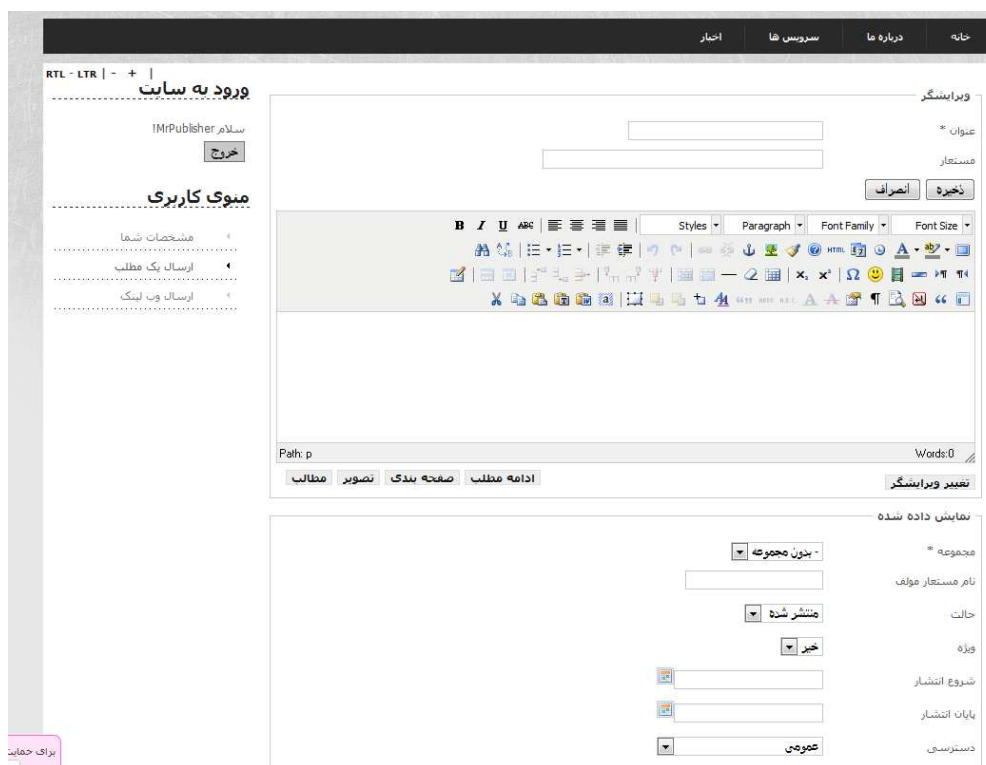 خانه درباره ما سرویس ها اخبار
RTL - LTR | - + |
ورود به سایت
سلام MrPublisher!
خروج
منوی کاربری
مشخصات شما
ارسال یک مطلب
ارسال وب لینک
ویرایشگر
عنوان *
مستعار
ذخیره انصراف
B I U ABC Styles Paragraph Font Family Font Size
HTML
Path: p Words:0
ادامه مطلب صفحه بندی تصویر مطالب
تغییر ویرایشگر
نمایش داده شده
مجموعه * - بدون مجموعه
نام مستعار مولف
حالت منتشر شده
ویژه خیر
شروع انتشار
پایان انتشار
دسترسی عمومی
برای حمایت